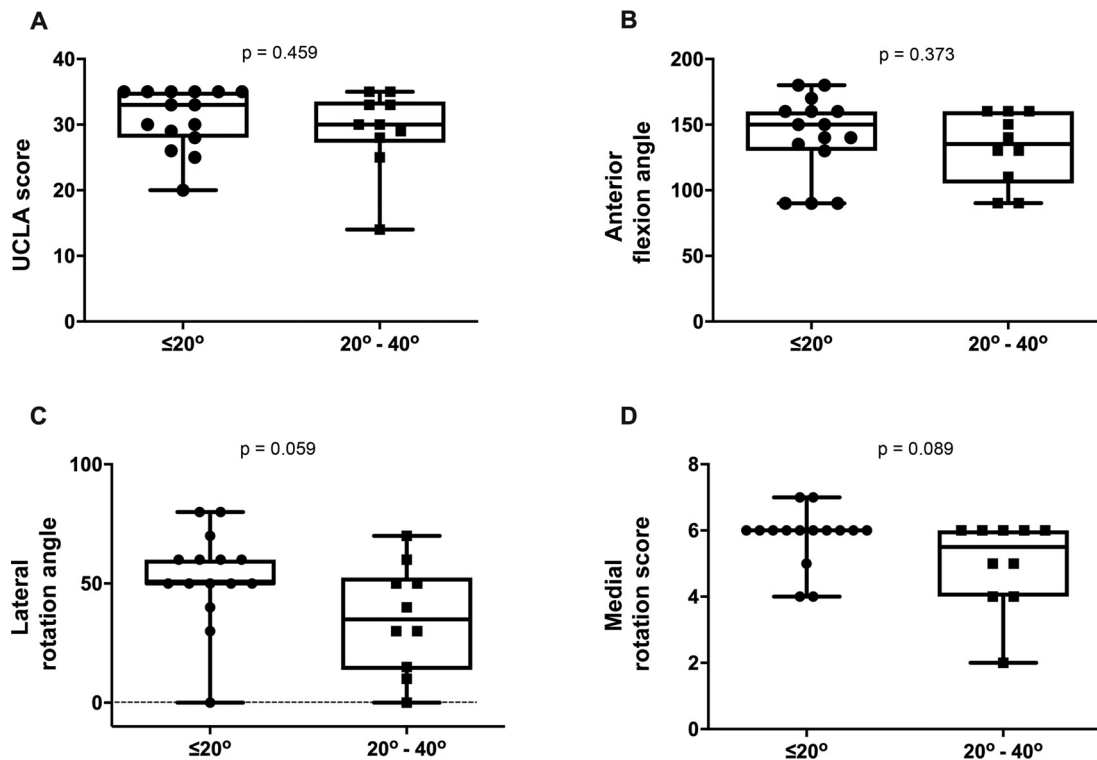 A
p = 0.459
UCLA score
40
30
20
10
0
≤20º
20º - 40º
B
p = 0.373
Anterior
flexion angle
200
150
100
50
0
≤20º
20º - 40º
C
p = 0.059
Lateral
rotation angle
100
50
0
≤20º
20º - 40º
D
p = 0.089
Medial
rotation score
8
6
4
2
0
≤20º
20º - 40º